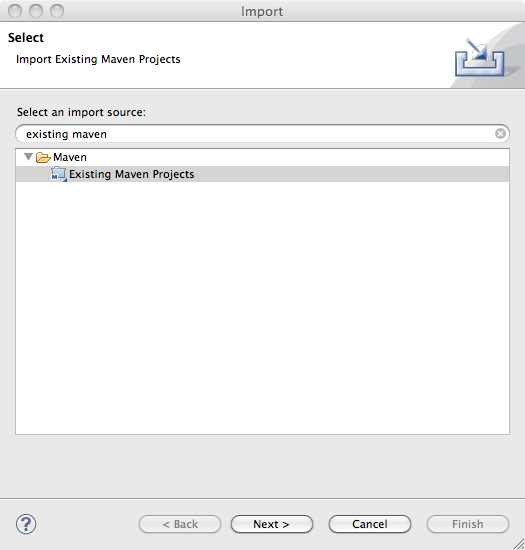 Import
Select
Import Existing Maven Projects
Select an import source:
existing maven
Maven
Existing Maven Projects
? < Back Next > Cancel Finish